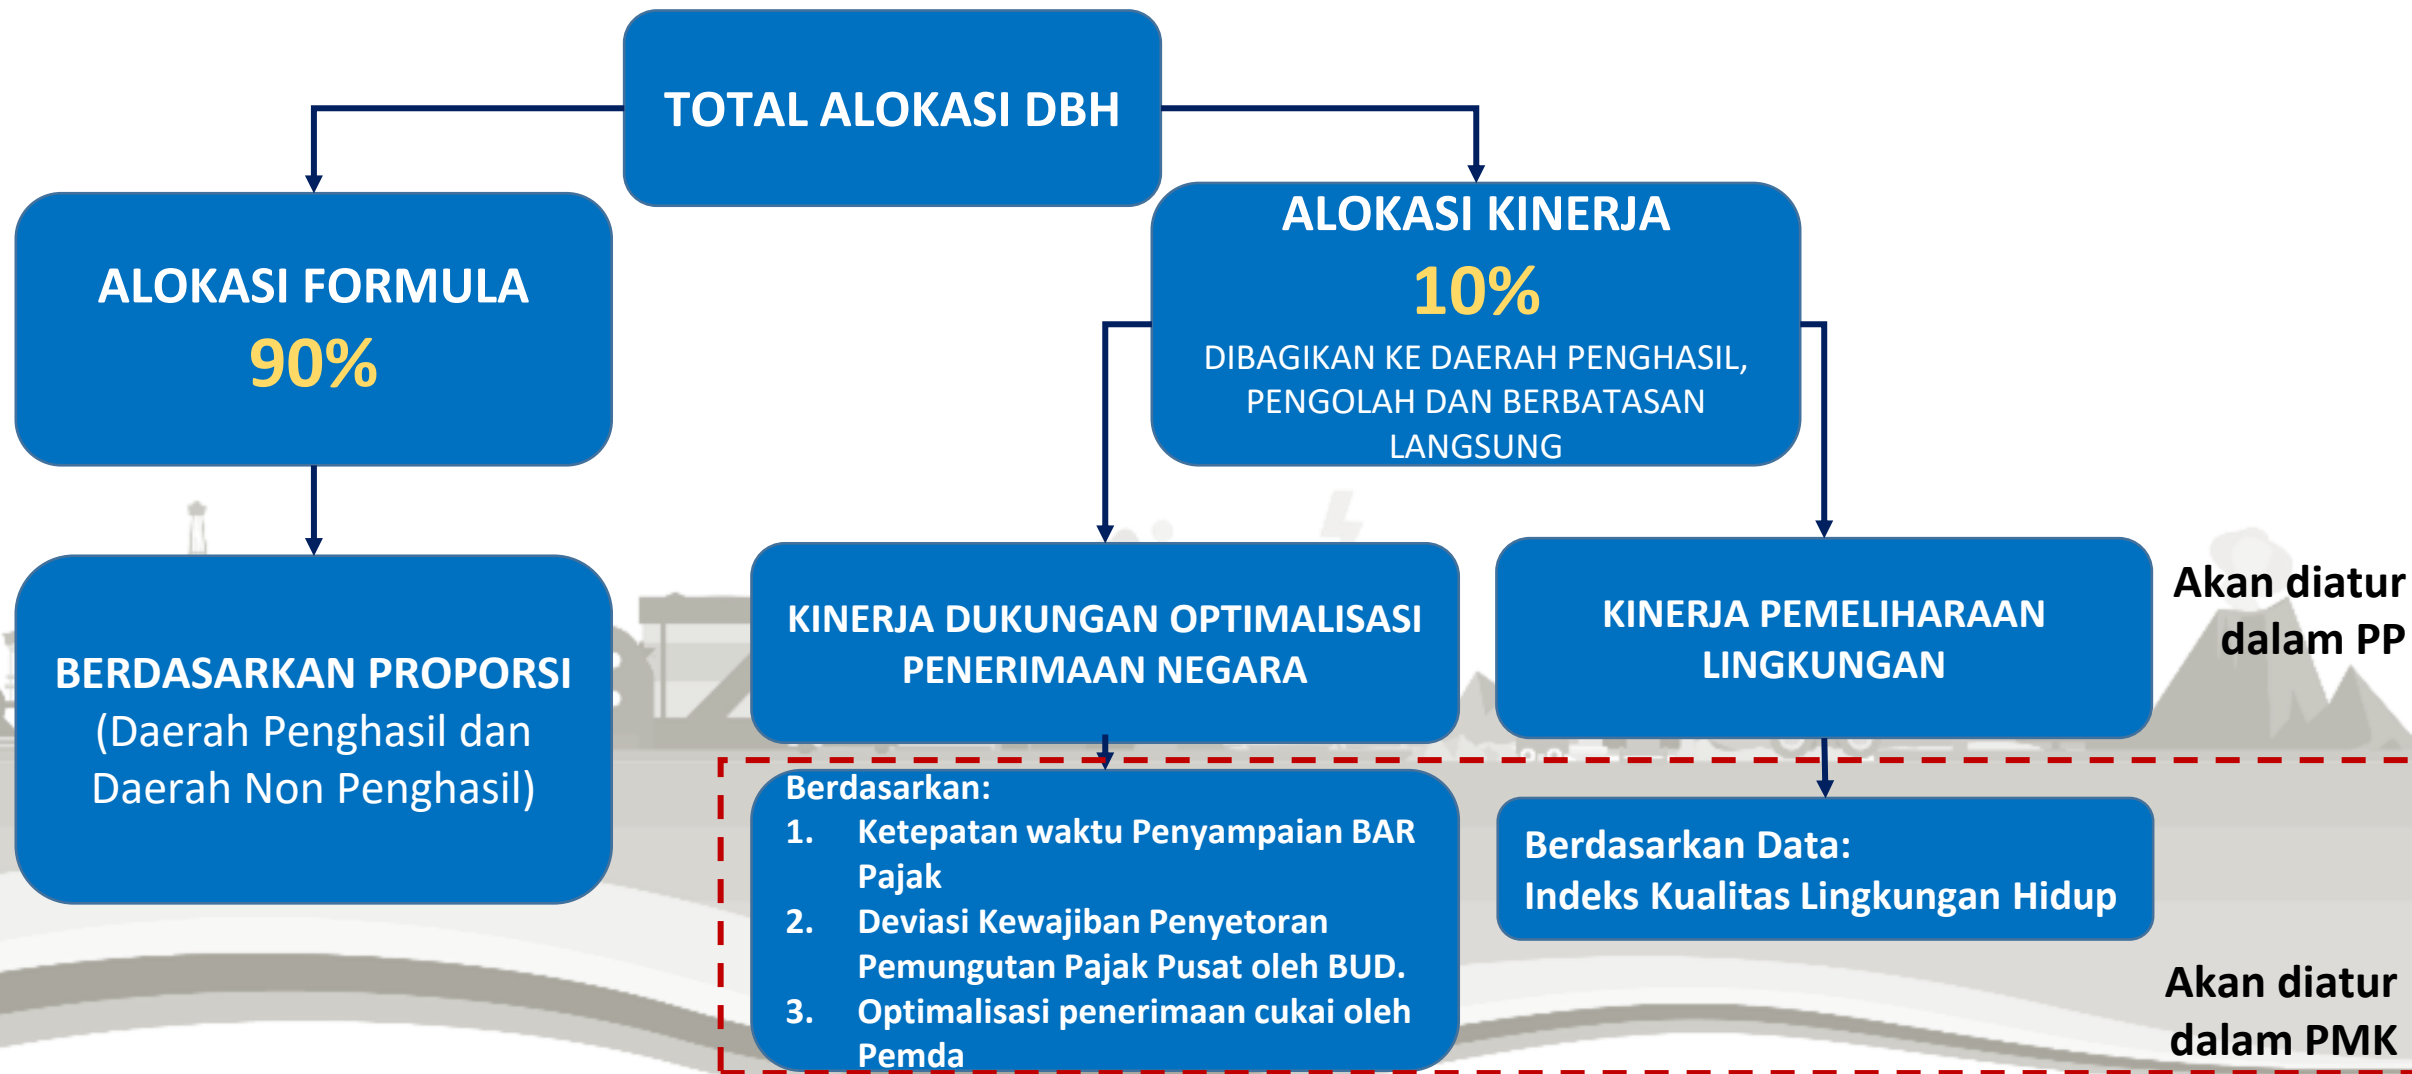 TOTAL ALOKASI DBH
ALOKASI FORMULA
90%
ALOKASI KINERJA
10%
DIBAGIKAN KE DAERAH PENGHASIL,
PENGOLAH DAN BERBATASAN
LANGSUNG
BERDASARKAN PROPORSI
(Daerah Penghasil dan
Daerah Non Penghasil)
KINERJA DUKUNGAN OPTIMALISASI
PENERIMAAN NEGARA
KINERJA PEMELIHARAAN
LINGKUNGAN
Akan diatur
dalam PP
Berdasarkan:
1. Ketepatan waktu Penyampaian BAR
Pajak
2. Deviasi Kewajiban Penyetoran
Pemungutan Pajak Pusat oleh BUD.
3. Optimalisasi penerimaan cukai oleh
Pemda
Berdasarkan Data:
Indeks Kualitas Lingkungan Hidup
Akan diatur
dalam PMK